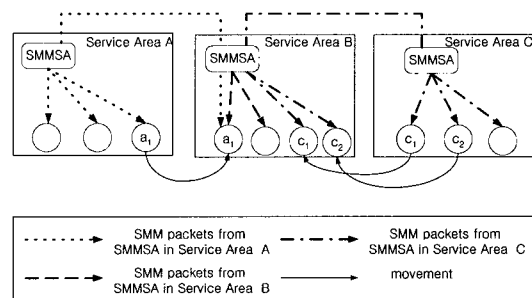 Service Area A
Service Area B
Service Area C
SMMSA
SMMSA
SMMSA
a1
a1
c1
c2
c1
c2
SMM packets from
SMMSA in Service Area A
SMM packets from
SMMSA in Service Area C
SMM packets from
SMMSA in Service Area B
movement